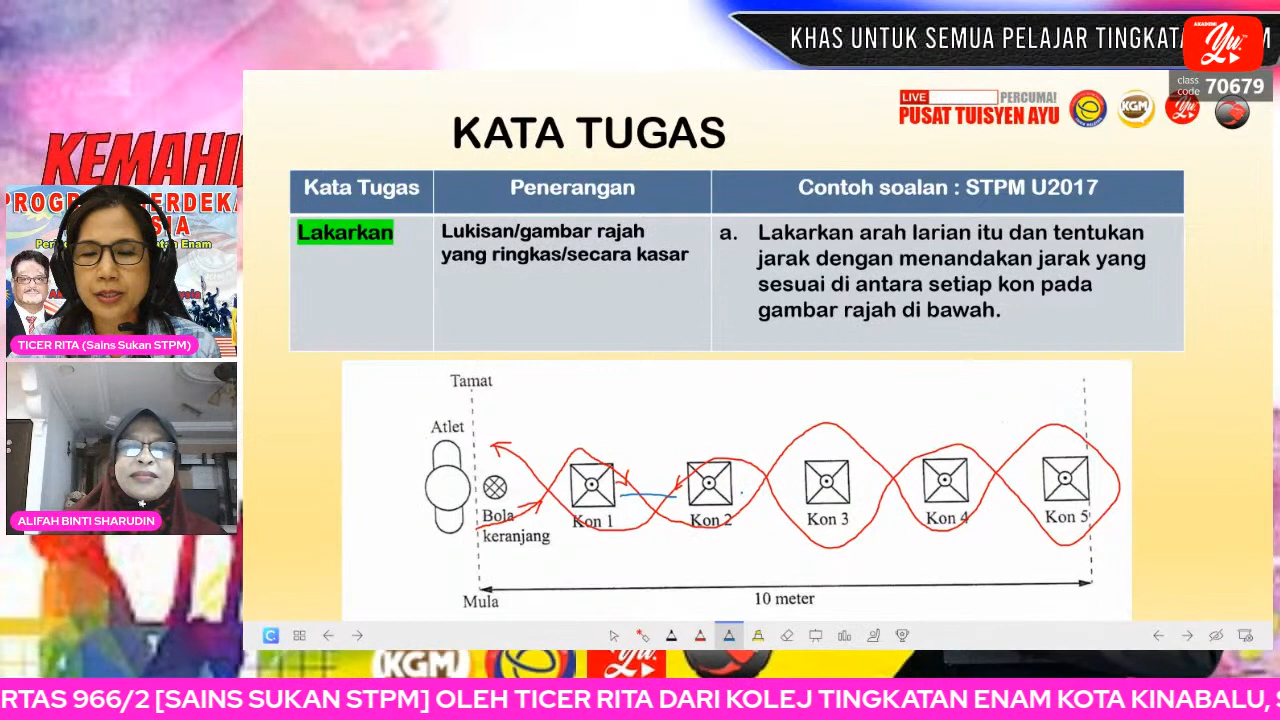 KHAS UNTUK SEMUA PELAJAR TINGKAT
AKADEMI
Yu
class code 70679
LIVE PERCUMA!
PUSAT TUISYEN AYU
KGM
KATA TUGAS
Kata Tugas
Penerangan
Contoh soalan : STPM U2017
Lakarkan
Lukisan/gambar rajah
yang ringkas/secara kasar
a. Lakarkan arah larian itu dan tentukan
jarak dengan menandakan jarak yang
sesuai di antara setiap kon pada
gambar rajah di bawah.
Tamat
Atlet
Bola
keranjang
Kon 1
Kon 2
Kon 3
Kon 4
Kon 5
10 meter
Mula
KEMAHI
TICER RITA (Sains Sukan STPM)
ALIFAH BINTI SHARUDIN
KGM
RTAS 966/2 [SAINS SUKAN STPM] OLEH TICER RITA DARI KOLEJ TINGKATAN ENAM KOTA KINABALU, S